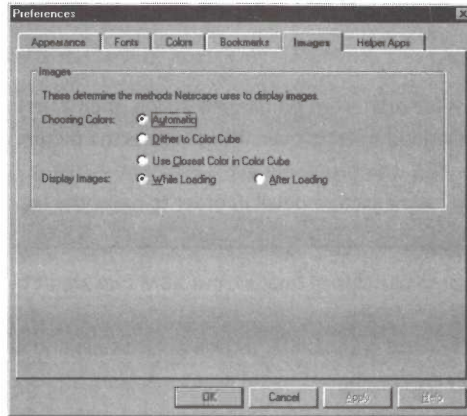 Preferences
Appearance Fonts Colors Bookmarks Images Helper Apps
Images
These determine the methods Netscape uses to display images.
Choosing Colors: Automatic
Dither to Color Cube
Use Closest Color in Color Cube
Display Images: While Loading After Loading
OK Cancel Apply Help